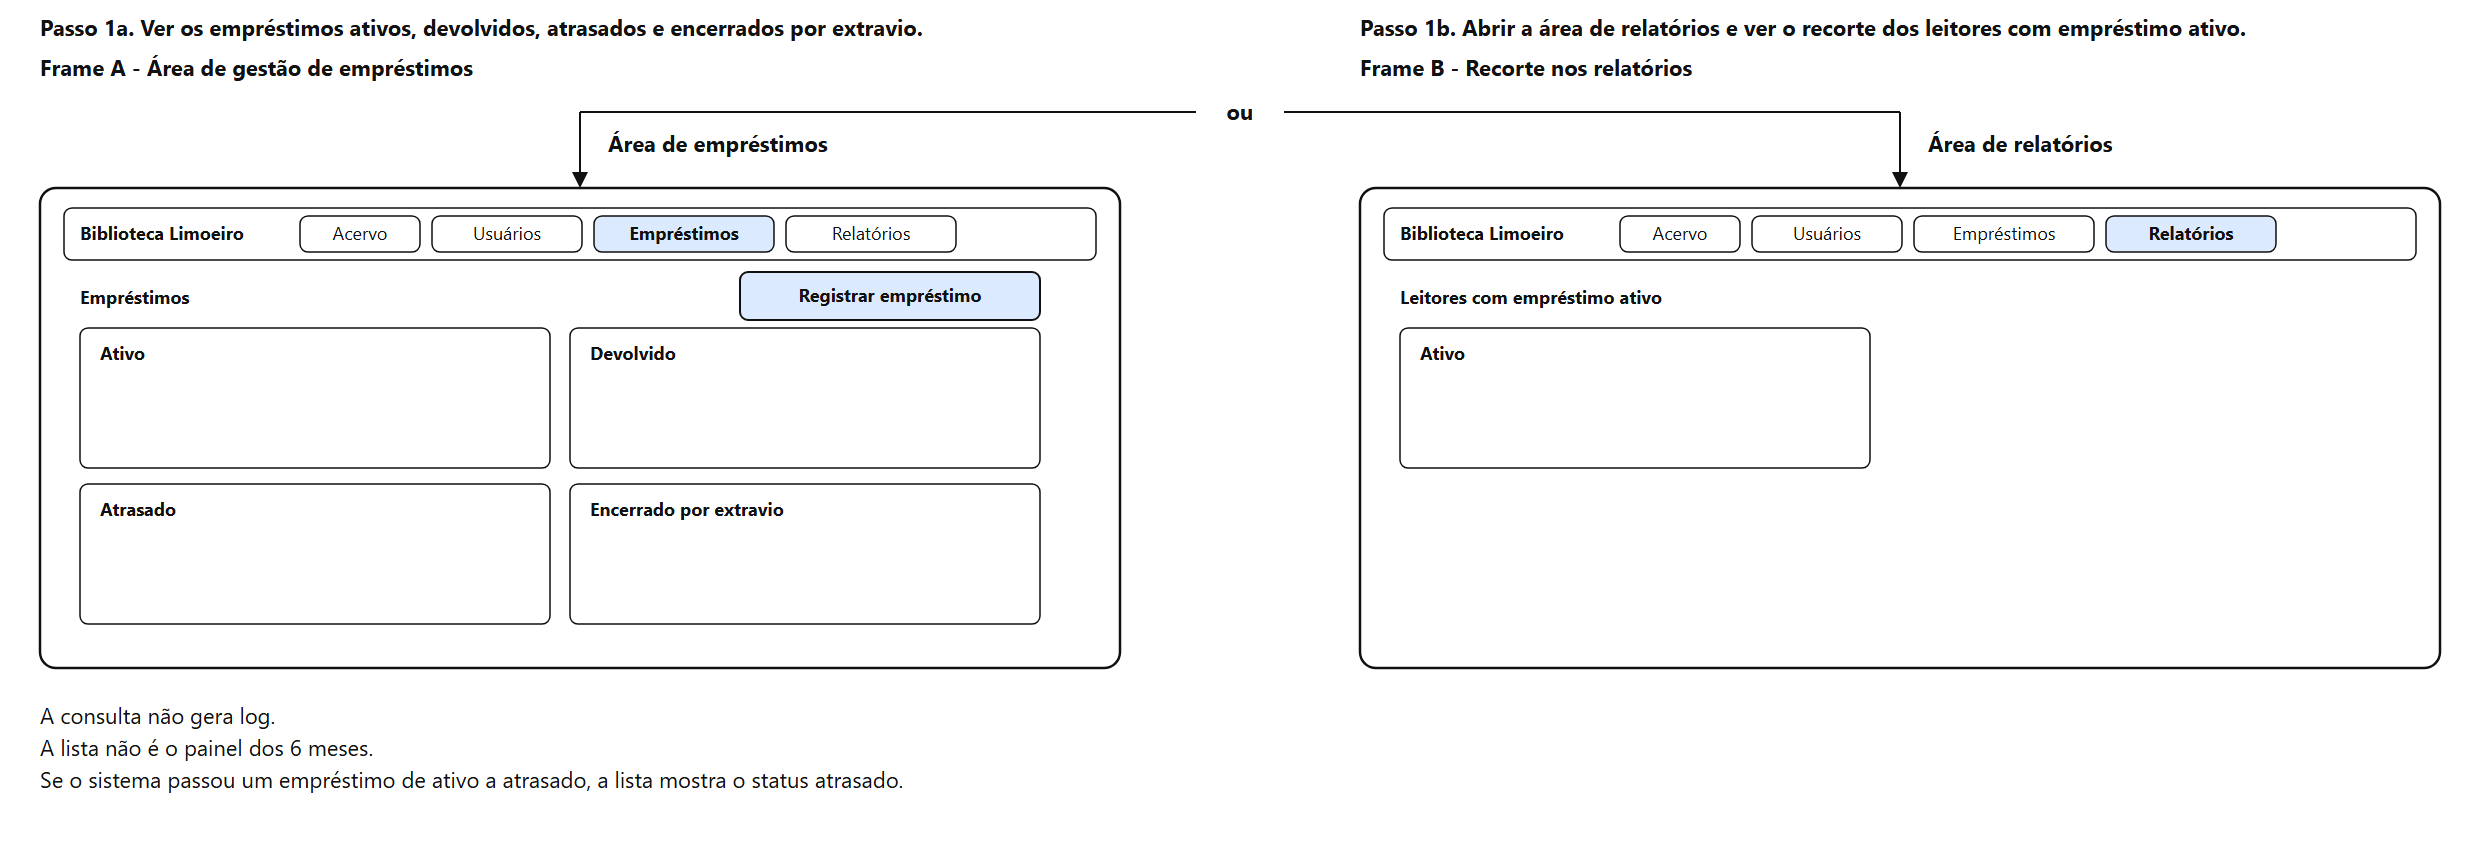 Passo 1a. Ver os empréstimos ativos, devolvidos, atrasados e encerrados por extravio.
Frame A - Área de gestão de empréstimos
Passo 1b. Abrir a área de relatórios e ver o recorte dos leitores com empréstimo ativo.
Frame B - Recorte nos relatórios
ou
Área de empréstimos
Área de relatórios
Biblioteca Limoeiro Acervo Usuários Empréstimos Relatórios
Empréstimos Registrar empréstimo
Ativo
Devolvido
Atrasado
Encerrado por extravio
Biblioteca Limoeiro Acervo Usuários Empréstimos Relatórios
Leitores com empréstimo ativo
Ativo
A consulta não gera log.
A lista não é o painel dos 6 meses.
Se o sistema passou um empréstimo de ativo a atrasado, a lista mostra o status atrasado.